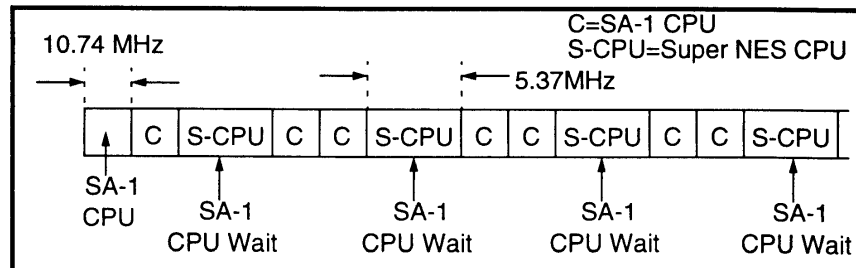 C=SA-1 CPU
10.74 MHz
S-CPU=Super NES CPU
5.37MHz
C S-CPU C C S-CPU C C S-CPU C C S-CPU
SA-1 SA-1 SA-1 SA-1 SA-1
CPU CPU Wait CPU Wait CPU Wait CPU Wait